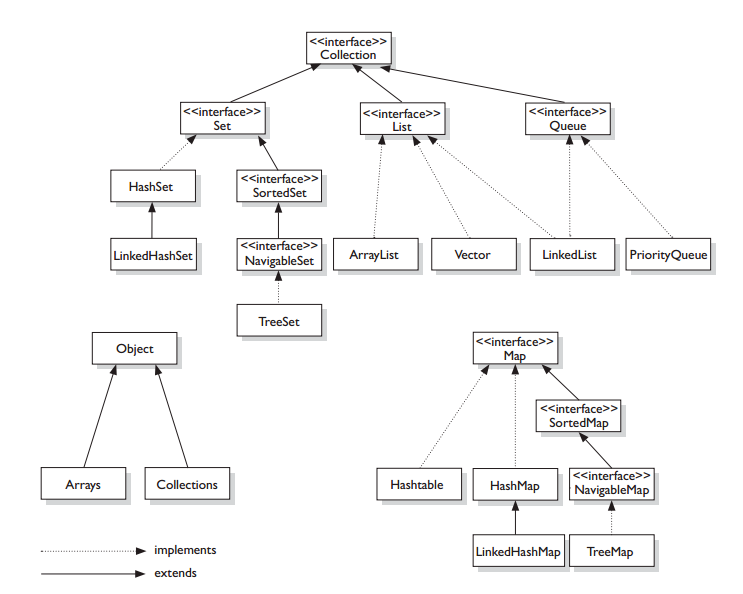 <<interface>>
Collection
<<interface>>
Set
<<interface>>
List
<<interface>>
Queue
HashSet
<<interface>>
SortedSet
LinkedHashSet
<<interface>>
NavigableSet
ArrayList
Vector
LinkedList
PriorityQueue
TreeSet
Object
<<interface>>
Map
<<interface>>
SortedMap
Arrays
Collections
Hashtable
HashMap
<<interface>>
NavigableMap
LinkedHashMap
TreeMap
implements
extends